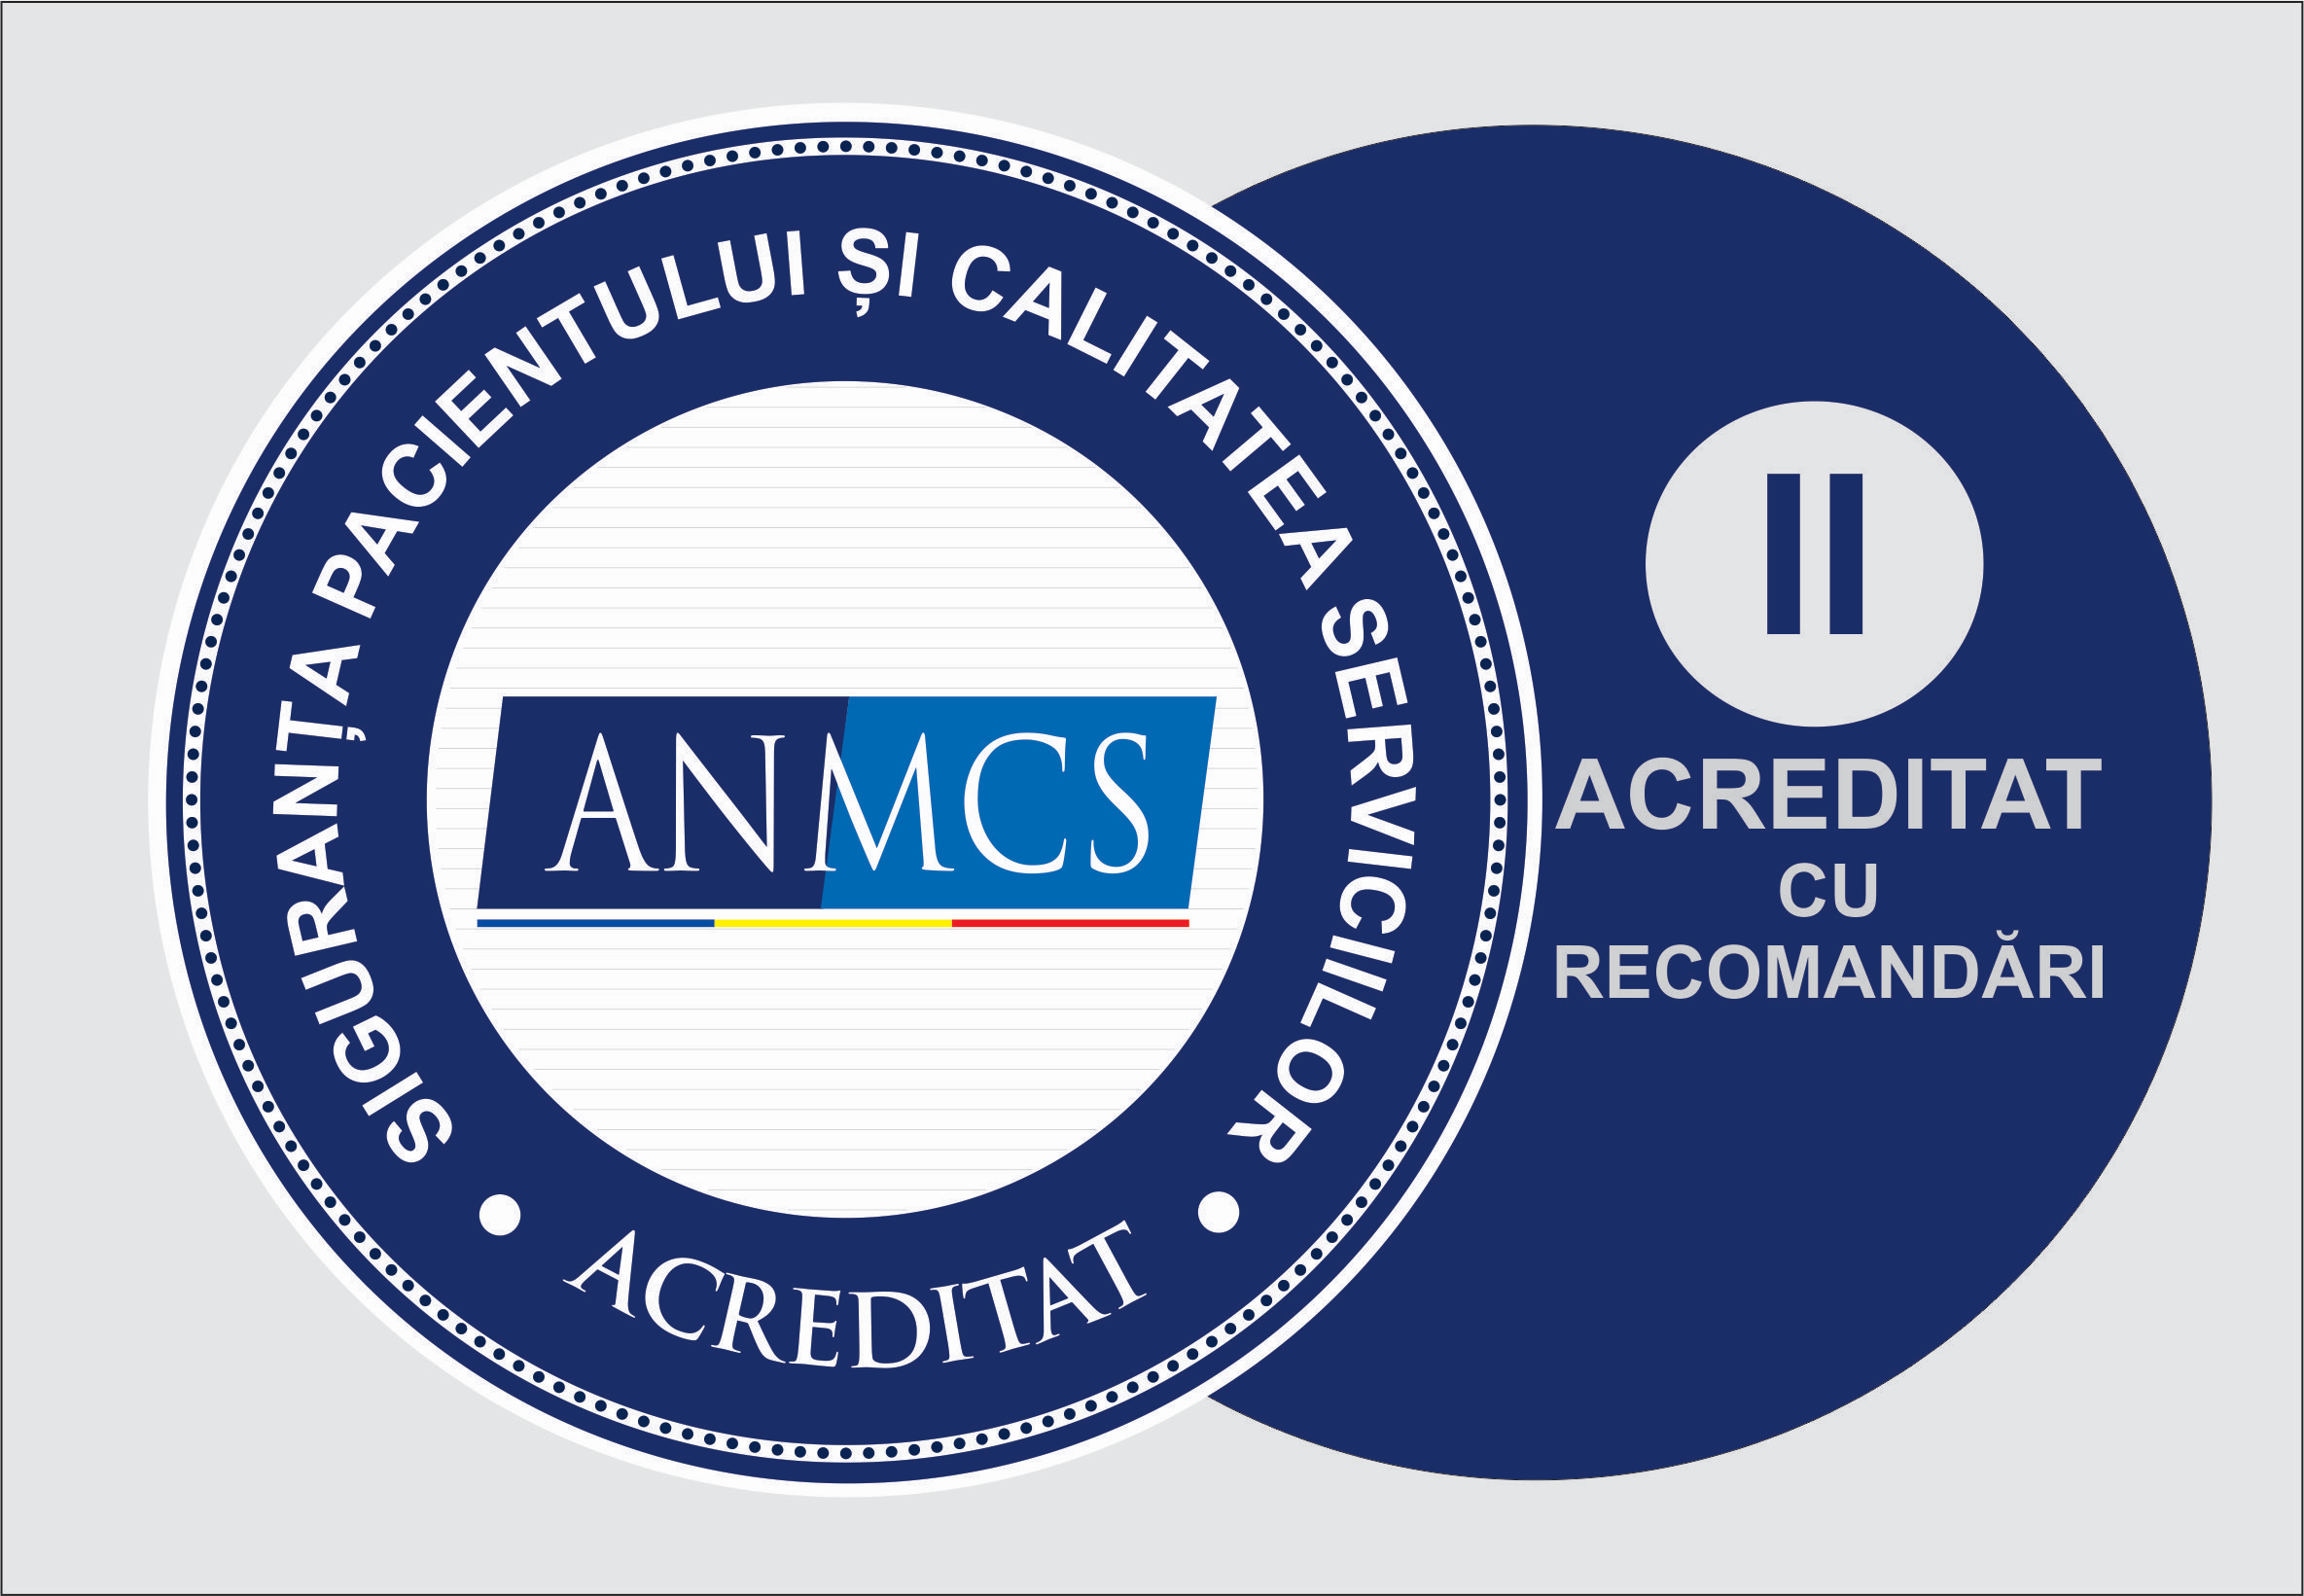 SIGURANȚA PACIENTULUI ȘI CALITATEA SERVICIILOR
ANMCS
ACREDITAT
II
ACREDITAT
CU
RECOMANDĂRI